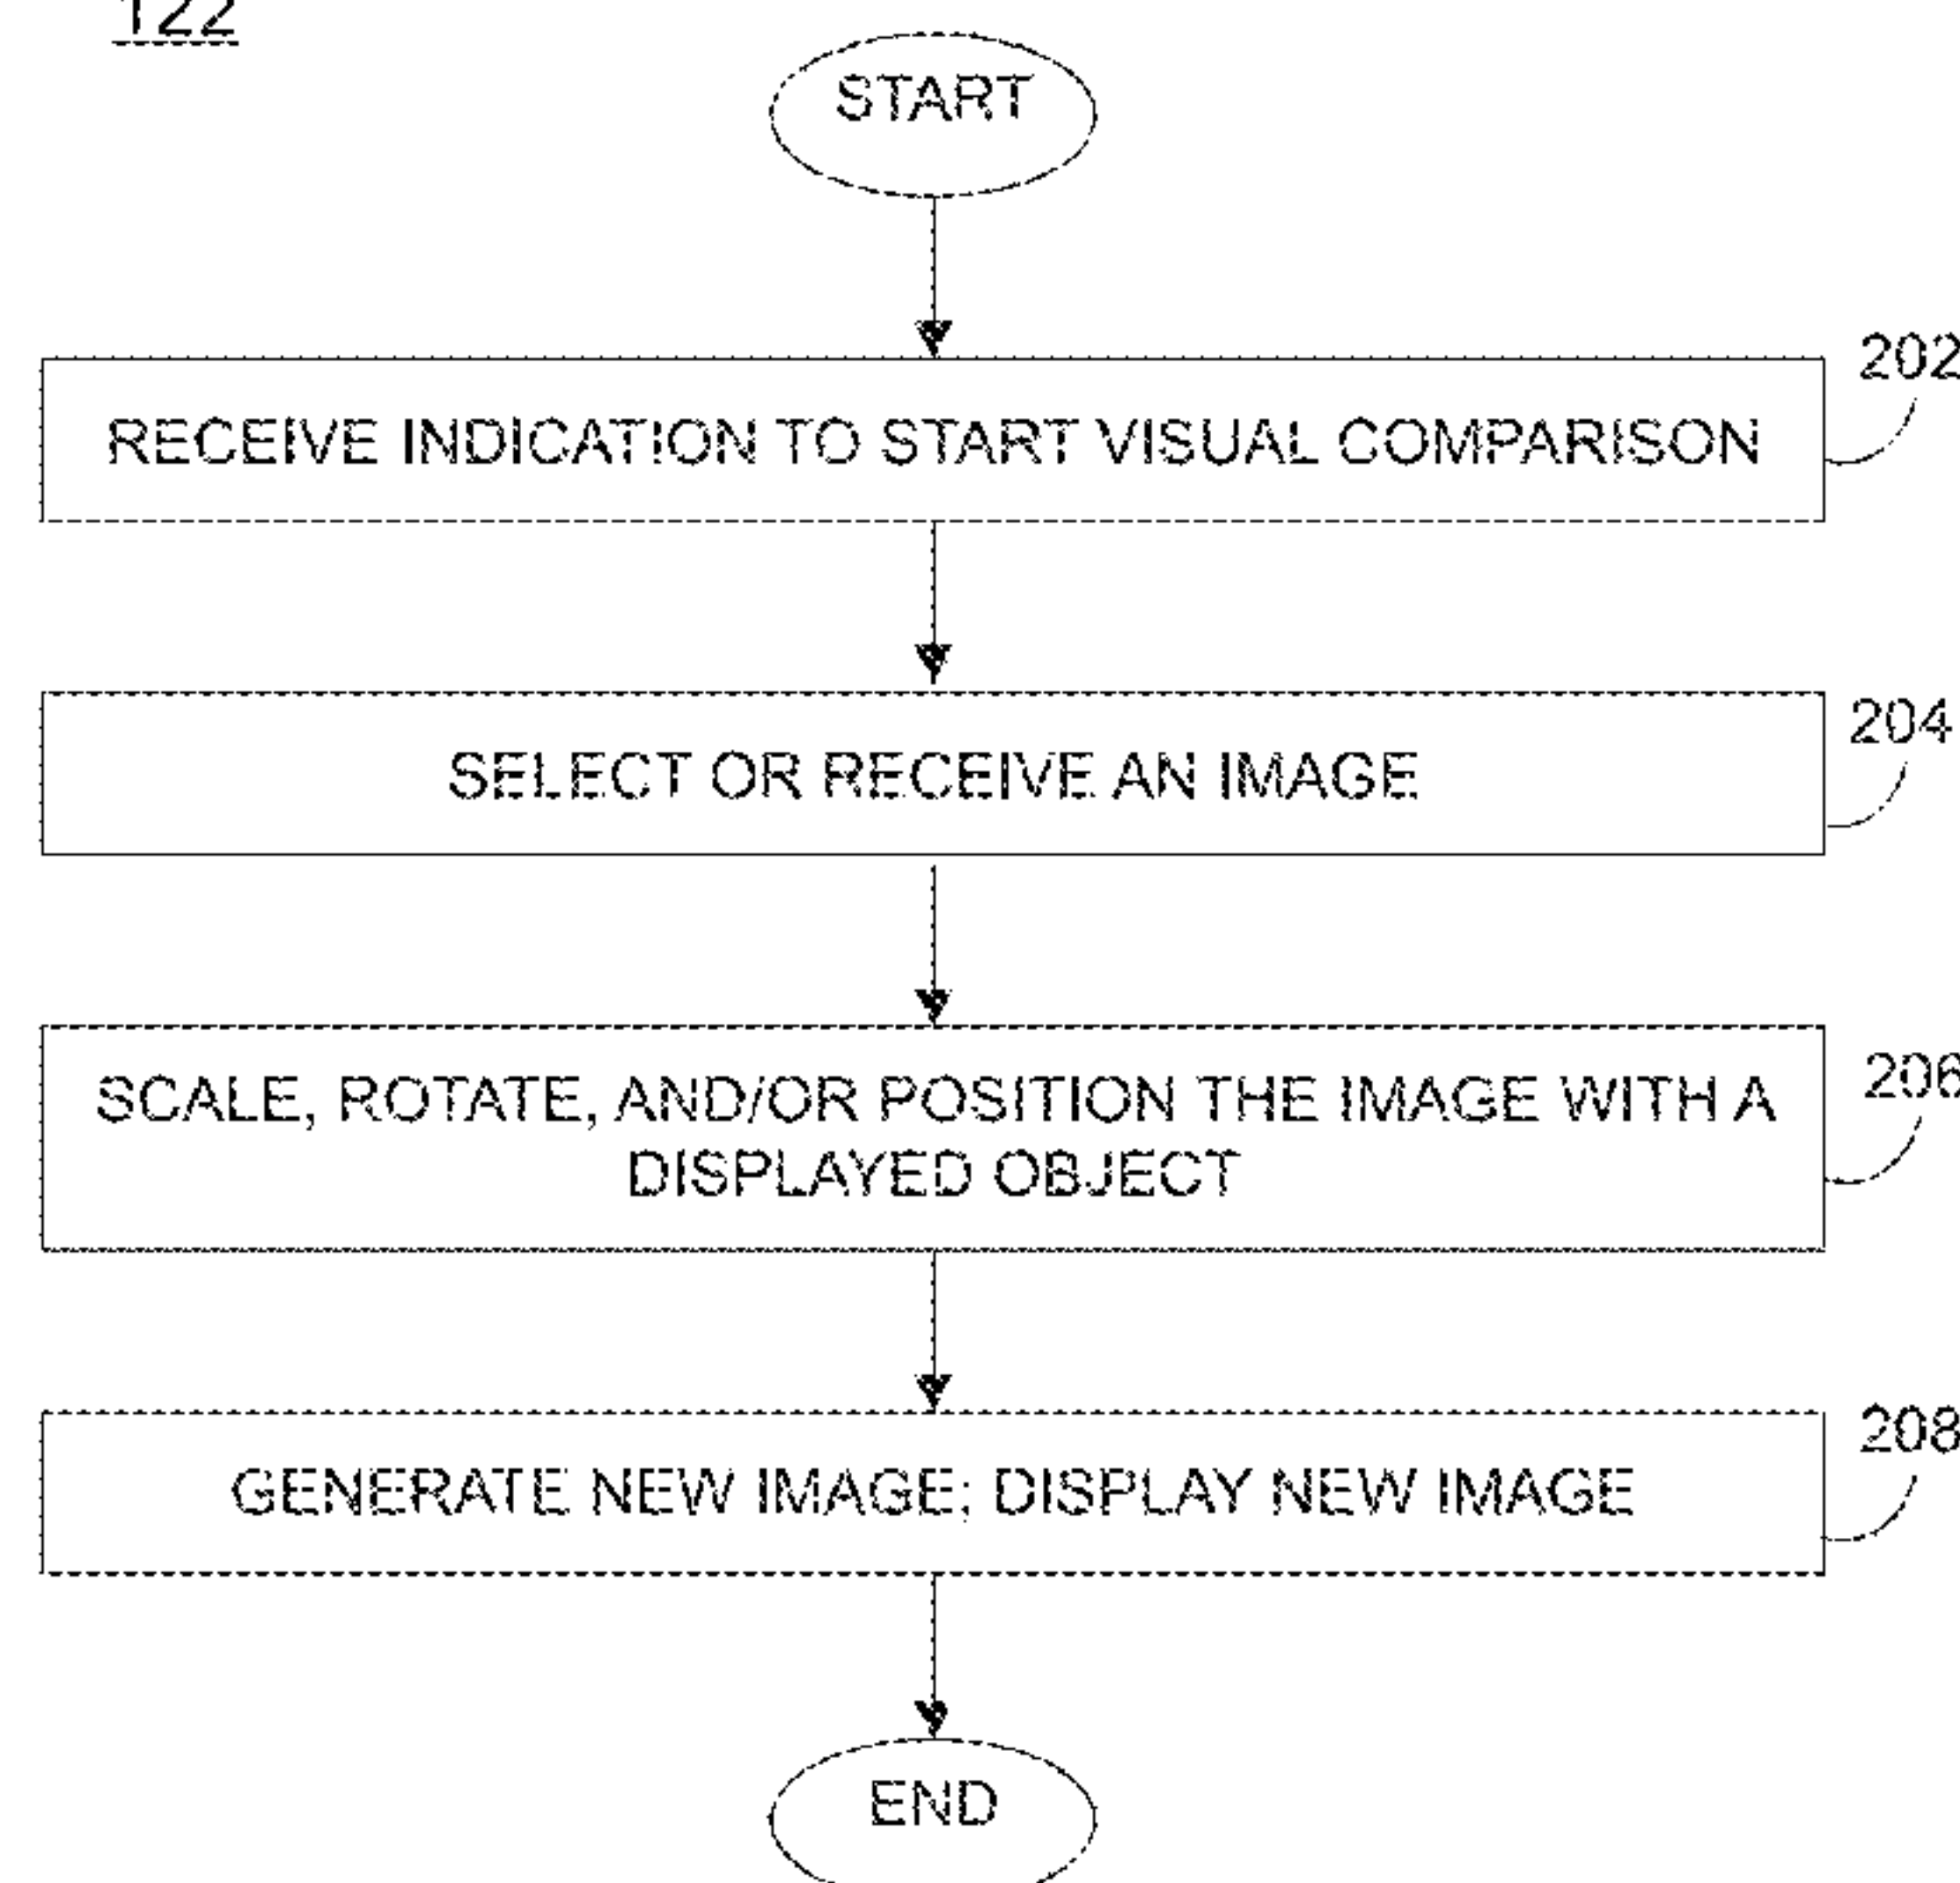 122
START
202
RECEIVE INDICATION TO START VISUAL COMPARISON
204
SELECT OR RECEIVE AN IMAGE
206
SCALE, ROTATE, AND/OR POSITION THE IMAGE WITH A
DISPLAYED OBJECT
208
GENERATE NEW IMAGE; DISPLAY NEW IMAGE
END